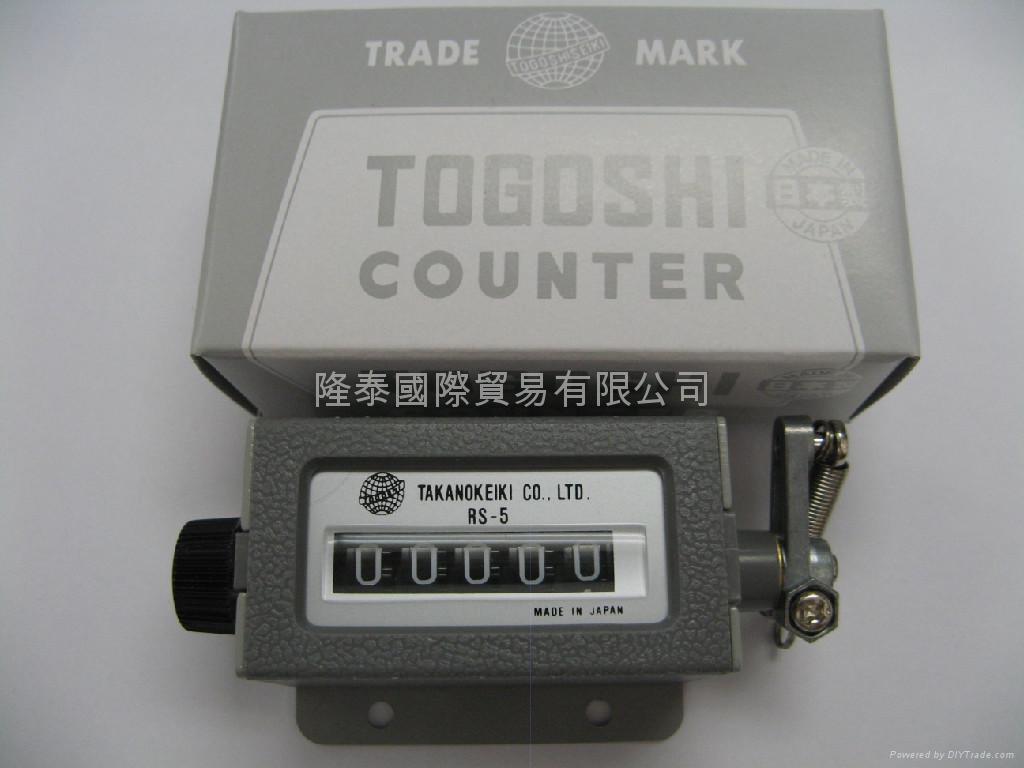 TRADE MARK
TOGOSHISEIKI
TOGOSHI
COUNTER
MADE IN
日本製
JAPAN
隆泰國際貿易有限公司
TAKANOKEIKI CO., LTD.
RS-5
00000
MADE IN JAPAN
Powered by DIYTrade.com